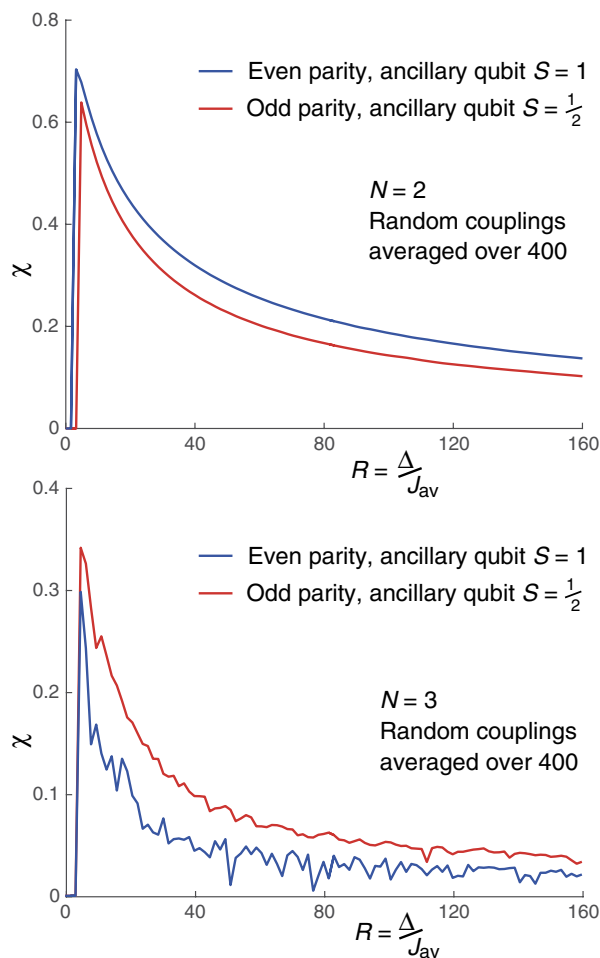 0.8
Even parity, ancillary qubit S = 1
Odd parity, ancillary qubit S = 1/2
0.6
N = 2
Random couplings
averaged over 400
χ
0.4
0.2
0
0 40 80 120 160
R = Δ/J_av
0.4
Even parity, ancillary qubit S = 1
Odd parity, ancillary qubit S = 1/2
0.3
χ
0.2
N = 3
Random couplings
averaged over 400
0.1
0
0 40 80 120 160
R = Δ/J_av